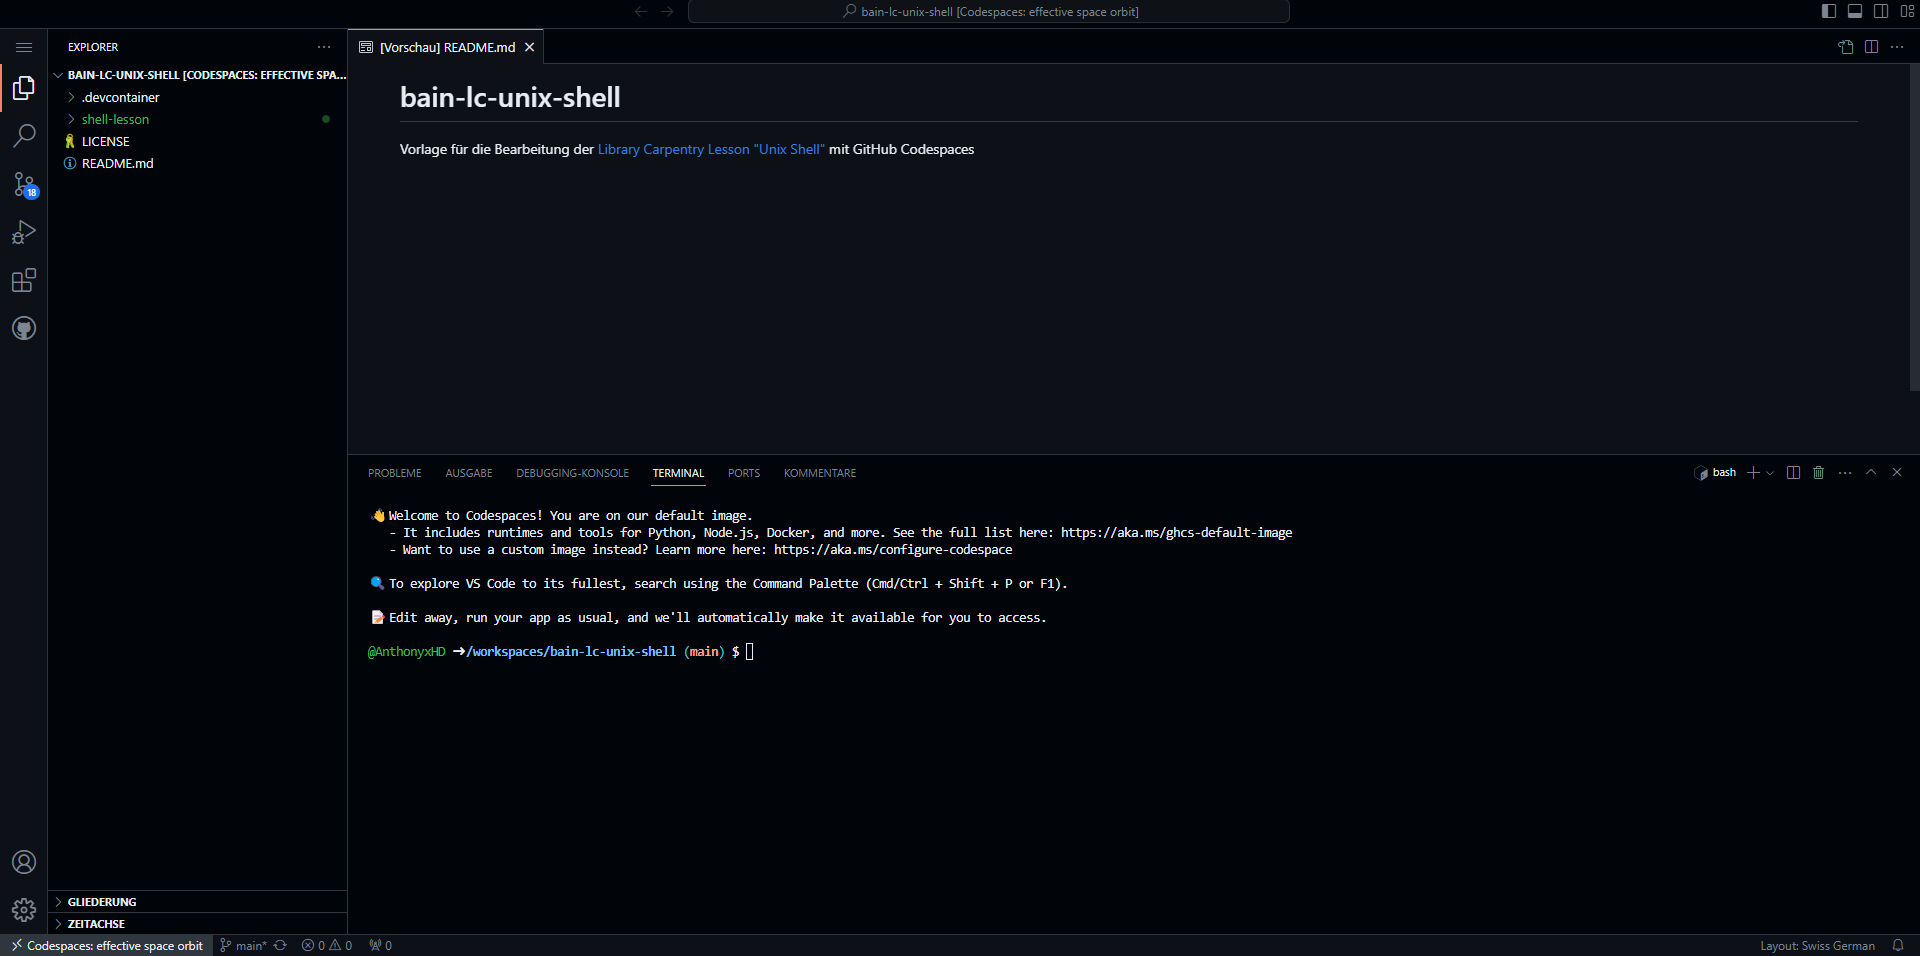 bain-lc-unix-shell [Codespaces: effective space orbit]
EXPLORER
[Vorschau] README.md
BAIN-LC-UNIX-SHELL [CODESPACES: EFFECTIVE SPA...
.devcontainer
shell-lesson
LICENSE
README.md
18
bain-lc-unix-shell
Vorlage für die Bearbeitung der Library Carpentry Lesson "Unix Shell" mit GitHub Codespaces
PROBLEME AUSGABE DEBUGGING-KONSOLE TERMINAL PORTS KOMMENTARE
bash
👋 Welcome to Codespaces! You are on our default image.
- It includes runtimes and tools for Python, Node.js, Docker, and more. See the full list here: https://aka.ms/ghcs-default-image
- Want to use a custom image instead? Learn more here: https://aka.ms/configure-codespace
🔍 To explore VS Code to its fullest, search using the Command Palette (Cmd/Ctrl + Shift + P or F1).
📝 Edit away, run your app as usual, and we'll automatically make it available for you to access.
@AnthonyxHD ➜/workspaces/bain-lc-unix-shell (main) $
GLIEDERUNG
ZEITACHSE
Codespaces: effective space orbit main* 0 0 0 Layout: Swiss German